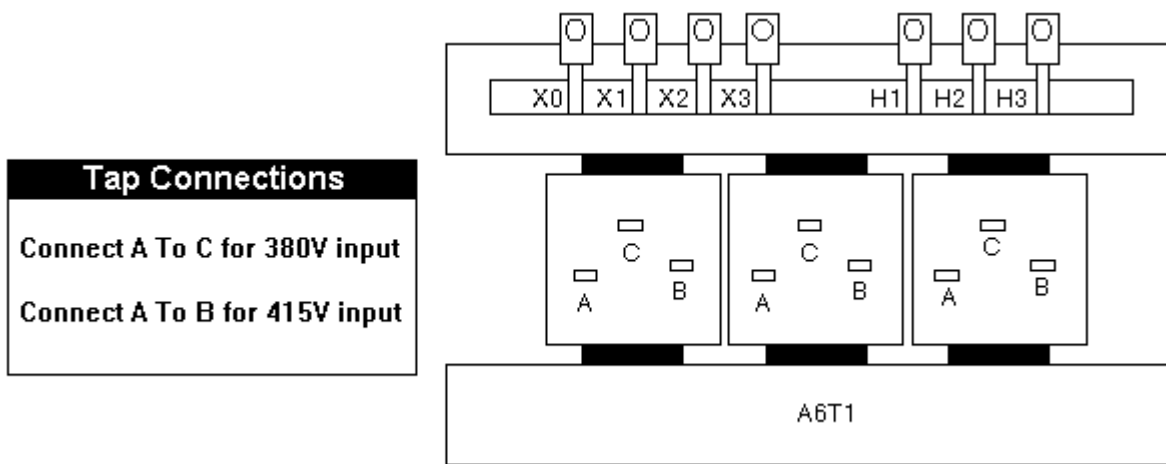 X0 X1 X2 X3 H1 H2 H3
Tap Connections
Connect A To C for 380V input
Connect A To B for 415V input
C C C
A B A B A B
A6T1